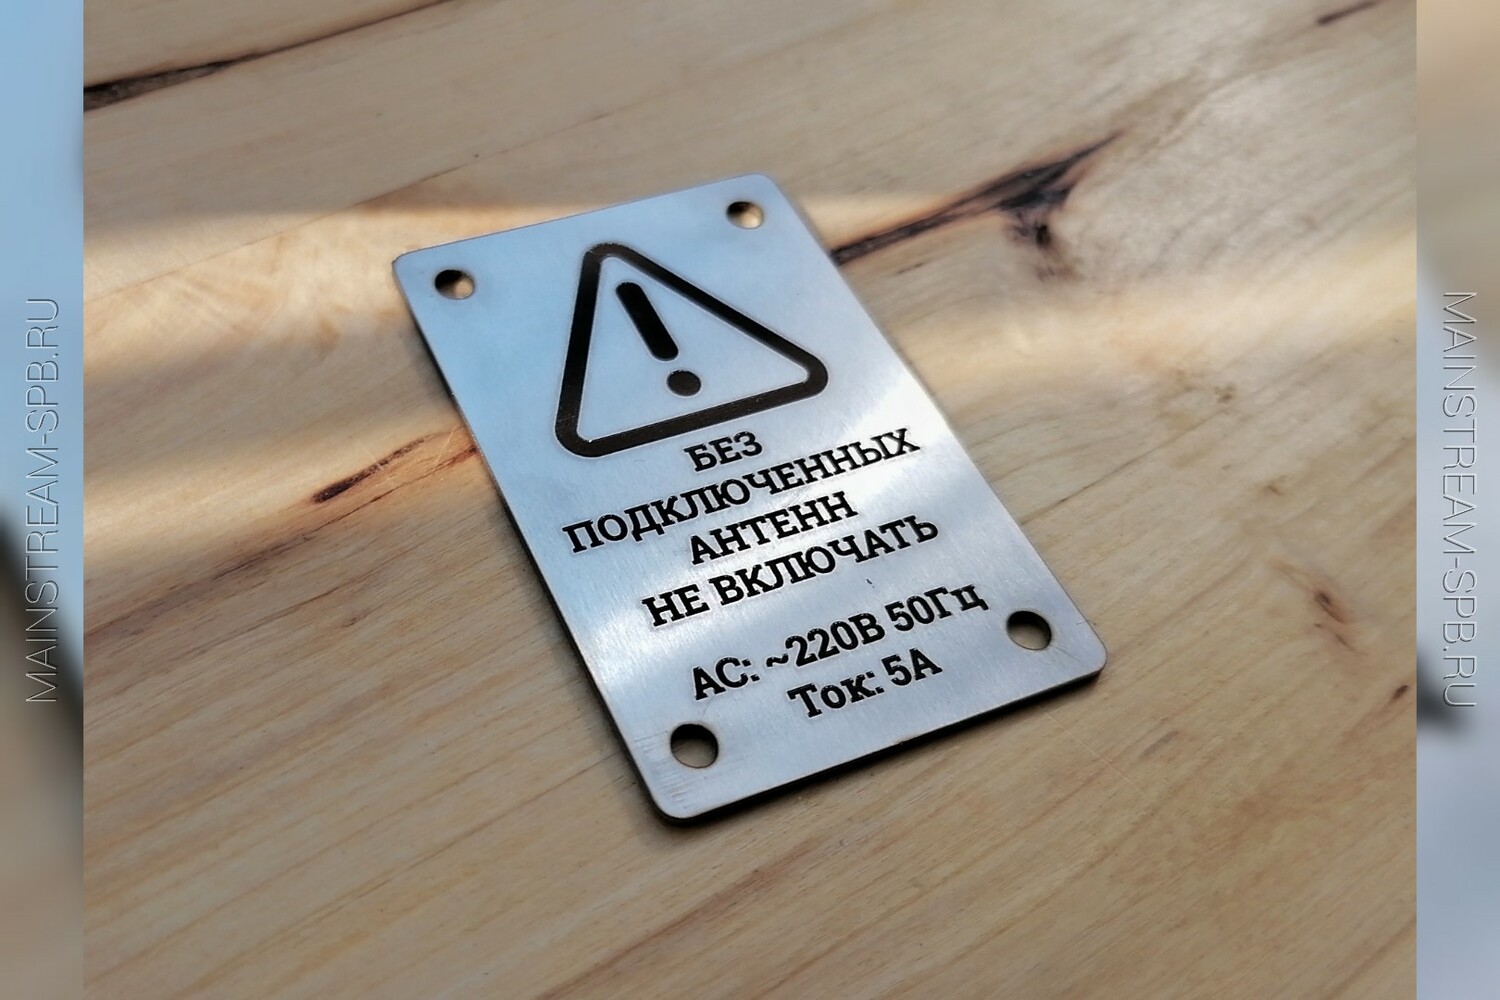 БЕЗ
ПОДКЛЮЧЕННЫХ
АНТЕНН
НЕ ВКЛЮЧАТЬ
AC: ~220В 50Гц
Ток: 5А
MAINSTREAM-SPB.RU
MAINSTREAM-SPB.RU